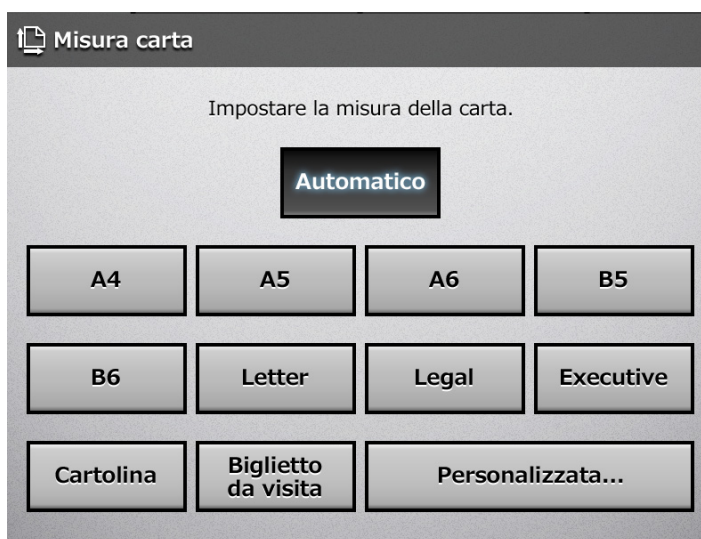 Misura carta
Impostare la misura della carta.
Automatico
A4
A5
A6
B5
B6
Letter
Legal
Executive
Cartolina
Biglietto
da visita
Personalizzata...